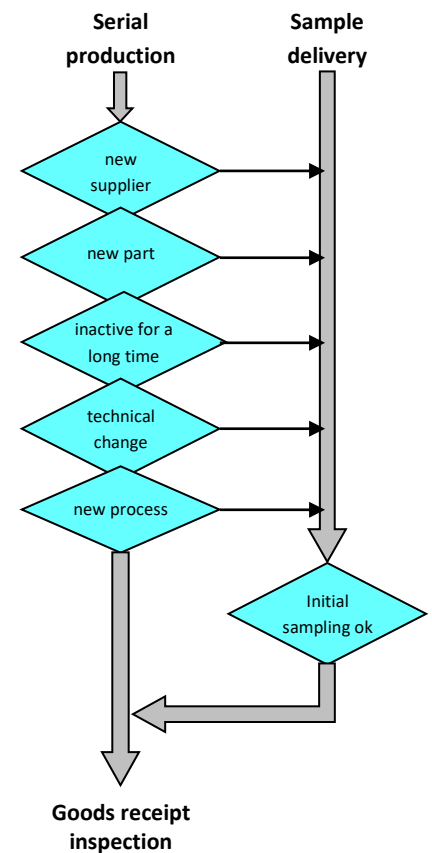 Serial
production
Sample
delivery
new
supplier
new part
inactive for a
long time
technical
change
new process
Initial
sampling ok
Goods receipt
inspection